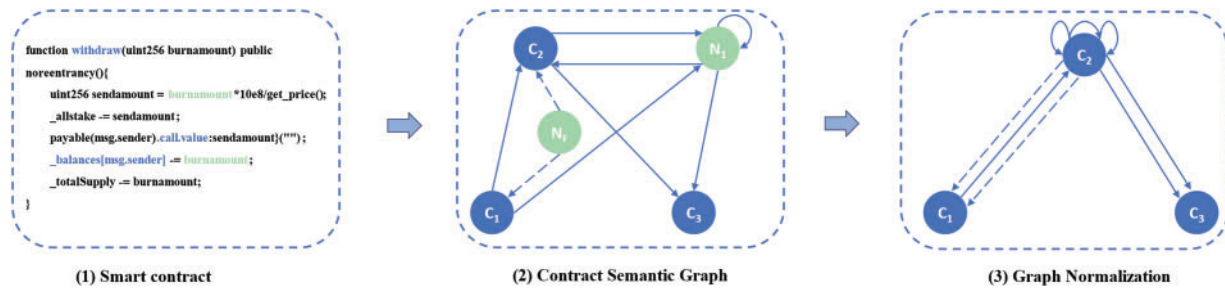 function withdraw(uint256 burnamount) public
noreentrancy(){
uint256 sendamount = burnamount*10e8/get_price();
_allstake -= sendamount;
payable(msg.sender).call.value:sendamount}("");
_balances[msg.sender] -= burnamount;
_totalSupply -= burnamount;
}
C2
N1
Nf
C1
C3
C2
C1
C3
(1) Smart contract
(2) Contract Semantic Graph
(3) Graph Normalization